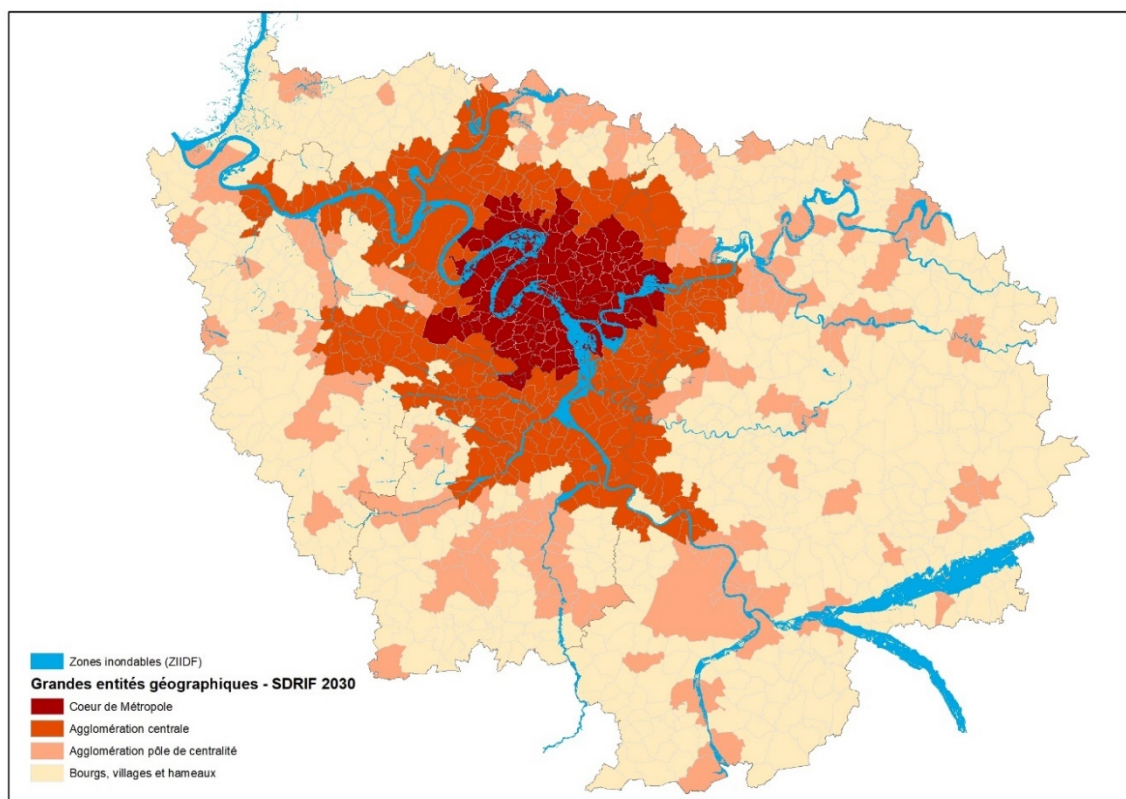 Zones inondables (ZIIDF)
Grandes entités géographiques - SDRIF 2030
Coeur de Métropole
Agglomération centrale
Agglomération pôle de centralité
Bourgs, villages et hameaux